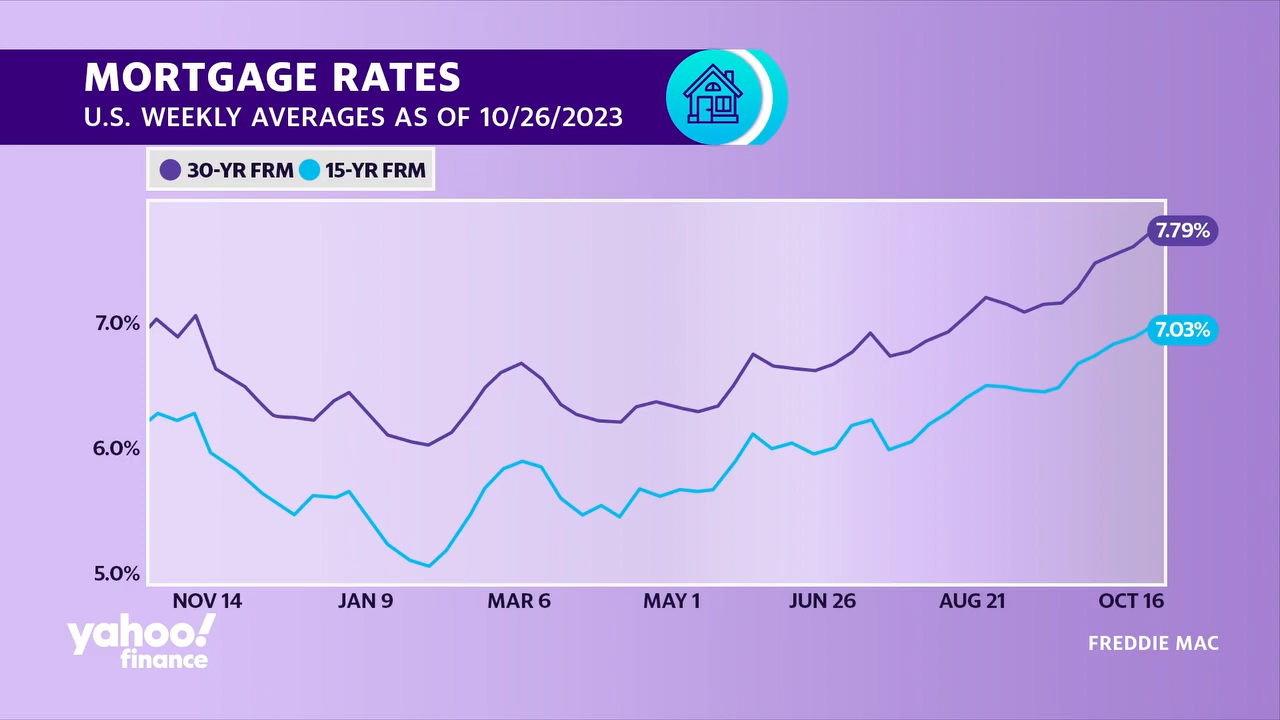 MORTGAGE RATES
U.S. WEEKLY AVERAGES AS OF 10/26/2023
30-YR FRM 15-YR FRM
7.79%
7.0%
7.03%
6.0%
5.0%
NOV 14 JAN 9 MAR 6 MAY 1 JUN 26 AUG 21 OCT 16
yahoo!
finance
FREDDIE MAC